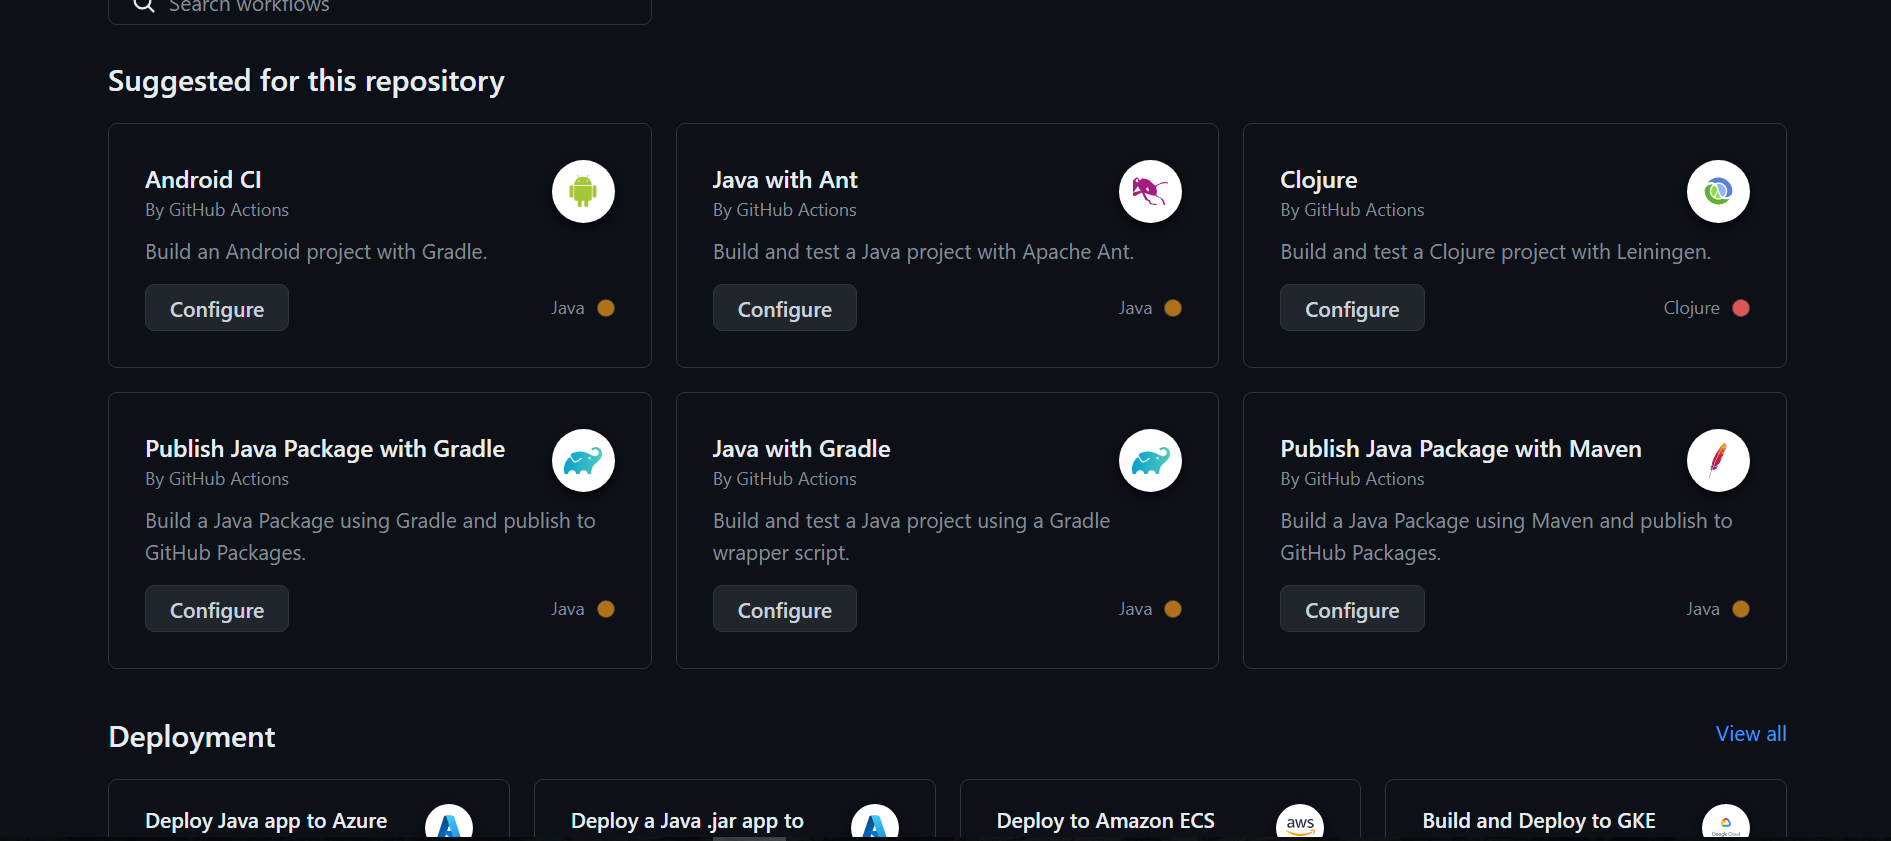 Search workflows
Suggested for this repository
Android CI
By GitHub Actions
Build an Android project with Gradle.
Configure
Java
Java with Ant
By GitHub Actions
Build and test a Java project with Apache Ant.
Configure
Java
Clojure
By GitHub Actions
Build and test a Clojure project with Leiningen.
Configure
Clojure
Publish Java Package with Gradle
By GitHub Actions
Build a Java Package using Gradle and publish to
GitHub Packages.
Configure
Java
Java with Gradle
By GitHub Actions
Build and test a Java project using a Gradle
wrapper script.
Configure
Java
Publish Java Package with Maven
By GitHub Actions
Build a Java Package using Maven and publish to
GitHub Packages.
Configure
Java
Deployment
View all
Deploy Java app to Azure
Deploy a Java .jar app to
Deploy to Amazon ECS
aws
Build and Deploy to GKE
Google Cloud